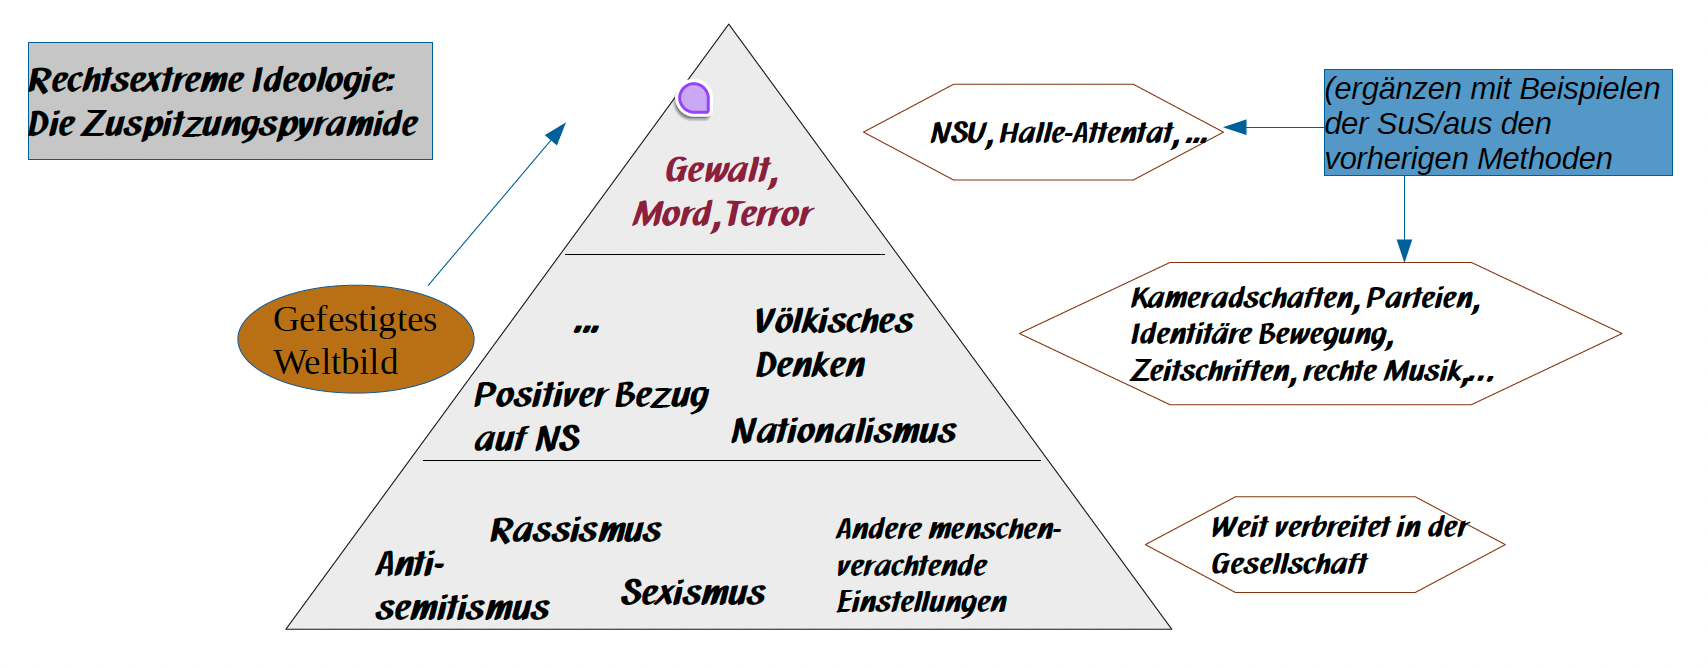 Rechtsextreme Ideologie:
Die Zuspitzungspyramide
Gewalt,
Mord,Terror
NSU, Halle-Attentat, ...
(ergänzen mit Beispielen
der SuS/aus den
vorherigen Methoden
Gefestigtes
Weltbild
...
Völkisches
Denken
Positiver Bezug
auf NS
Nationalismus
Kameradschaften, Parteien,
Identitäre Bewegung,
Zeitschriften, rechte Musik,...
Rassismus
Anti-
semitismus
Sexismus
Andere menschen-
verachtende
Einstellungen
Weit verbreitet in der
Gesellschaft